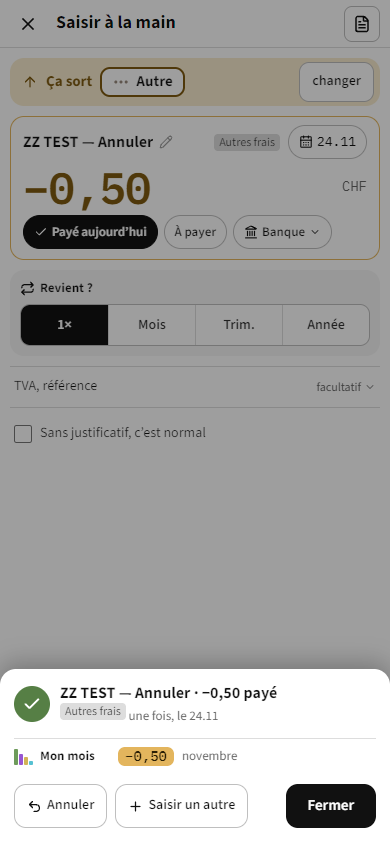 Saisir à la main
Ça sort ··· Autre changer
ZZ TEST — Annuler Autres frais 24.11
−0,50 CHF
Payé aujourd'hui À payer Banque
Revient ?
1× Mois Trim. Année
TVA, référence facultatif
Sans justificatif, c'est normal
ZZ TEST — Annuler · −0,50 payé
Autres frais une fois, le 24.11
Mon mois −0,50 novembre
Annuler + Saisir un autre Fermer